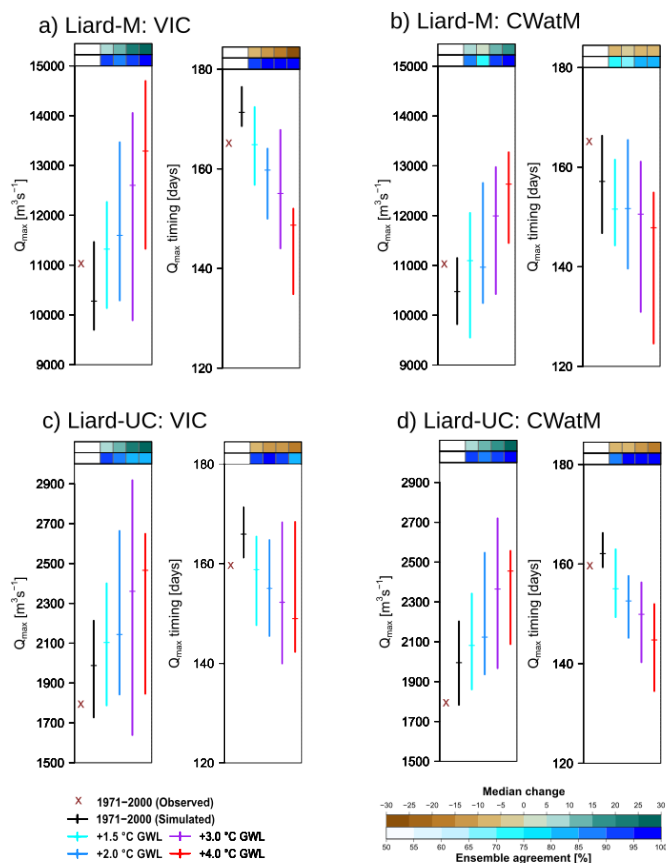 a) Liard-M: VIC
b) Liard-M: CWatM
15000
14000
13000
12000
11000
10000
9000
Qmax [m³s⁻¹]
180
160
140
120
Qmax timing [days]
15000
14000
13000
12000
11000
10000
9000
Qmax [m³s⁻¹]
180
160
140
120
Qmax timing [days]
c) Liard-UC: VIC
d) Liard-UC: CWatM
2900
2700
2500
2300
2100
1900
1700
1500
Qmax [m³s⁻¹]
180
160
140
120
Qmax timing [days]
2900
2700
2500
2300
2100
1900
1700
1500
Qmax [m³s⁻¹]
180
160
140
120
Qmax timing [days]
x 1971−2000 (Observed)
1971−2000 (Simulated)
+1.5 °C GWL
+3.0 °C GWL
+2.0 °C GWL
+4.0 °C GWL
Median change
−30 −25 −20 −15 −10 −5 0 5 10 15 20 25 30
50 55 60 65 70 75 80 85 90 95 100
Ensemble agreement [%]